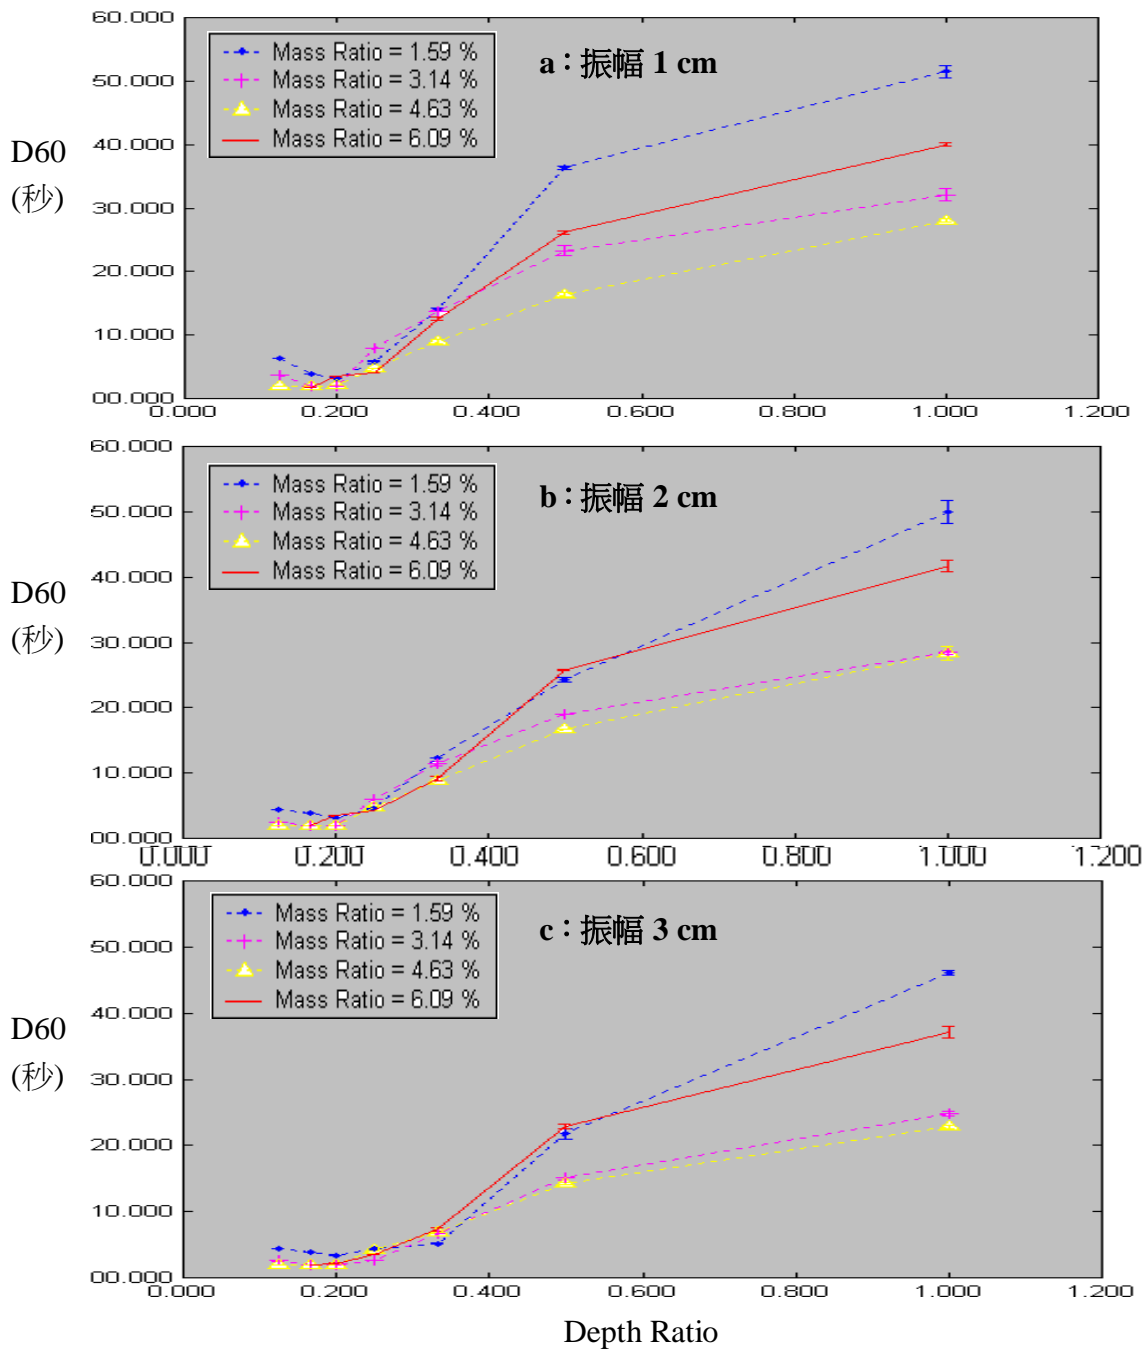 60.000
50.000
40.000
30.000
20.000
10.000
00.000
D60
(秒)
Mass Ratio = 1.59 %
Mass Ratio = 3.14 %
Mass Ratio = 4.63 %
Mass Ratio = 6.09 %
a：振幅 1 cm
0.000 0.200 0.400 0.600 0.800 1.000 1.200
60.000
50.000
40.000
30.000
20.000
10.000
00.000
D60
(秒)
Mass Ratio = 1.59 %
Mass Ratio = 3.14 %
Mass Ratio = 4.63 %
Mass Ratio = 6.09 %
b：振幅 2 cm
0.000 0.200 0.400 0.600 0.800 1.000 1.200
60.000
50.000
40.000
30.000
20.000
10.000
00.000
D60
(秒)
Mass Ratio = 1.59 %
Mass Ratio = 3.14 %
Mass Ratio = 4.63 %
Mass Ratio = 6.09 %
c：振幅 3 cm
0.000 0.200 0.400 0.600 0.800 1.000 1.200
Depth Ratio